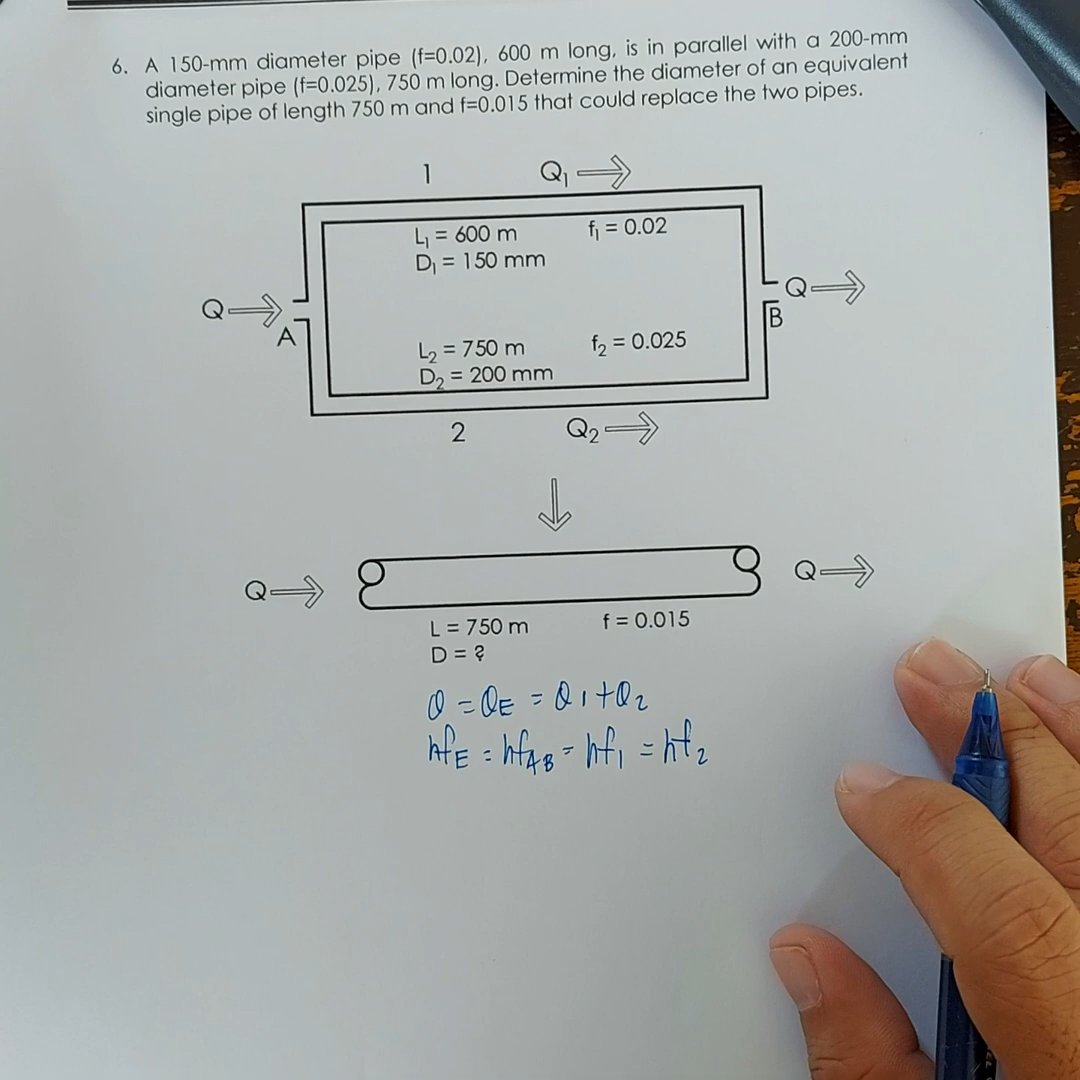 6. A 150-mm diameter pipe (f=0.02), 600 m long, is in parallel with a 200-mm
diameter pipe (f=0.025), 750 m long. Determine the diameter of an equivalent
single pipe of length 750 m and f=0.015 that could replace the two pipes.
1 Q₁
L₁ = 600 m f₁ = 0.02
D₁ = 150 mm
Q Q
A B
L₂ = 750 m f₂ = 0.025
D₂ = 200 mm
2 Q₂
Q Q
L = 750 m f = 0.015
D = ?
Q = QE = Q1+Q2
hfE = hfAB = hf1 = hf2